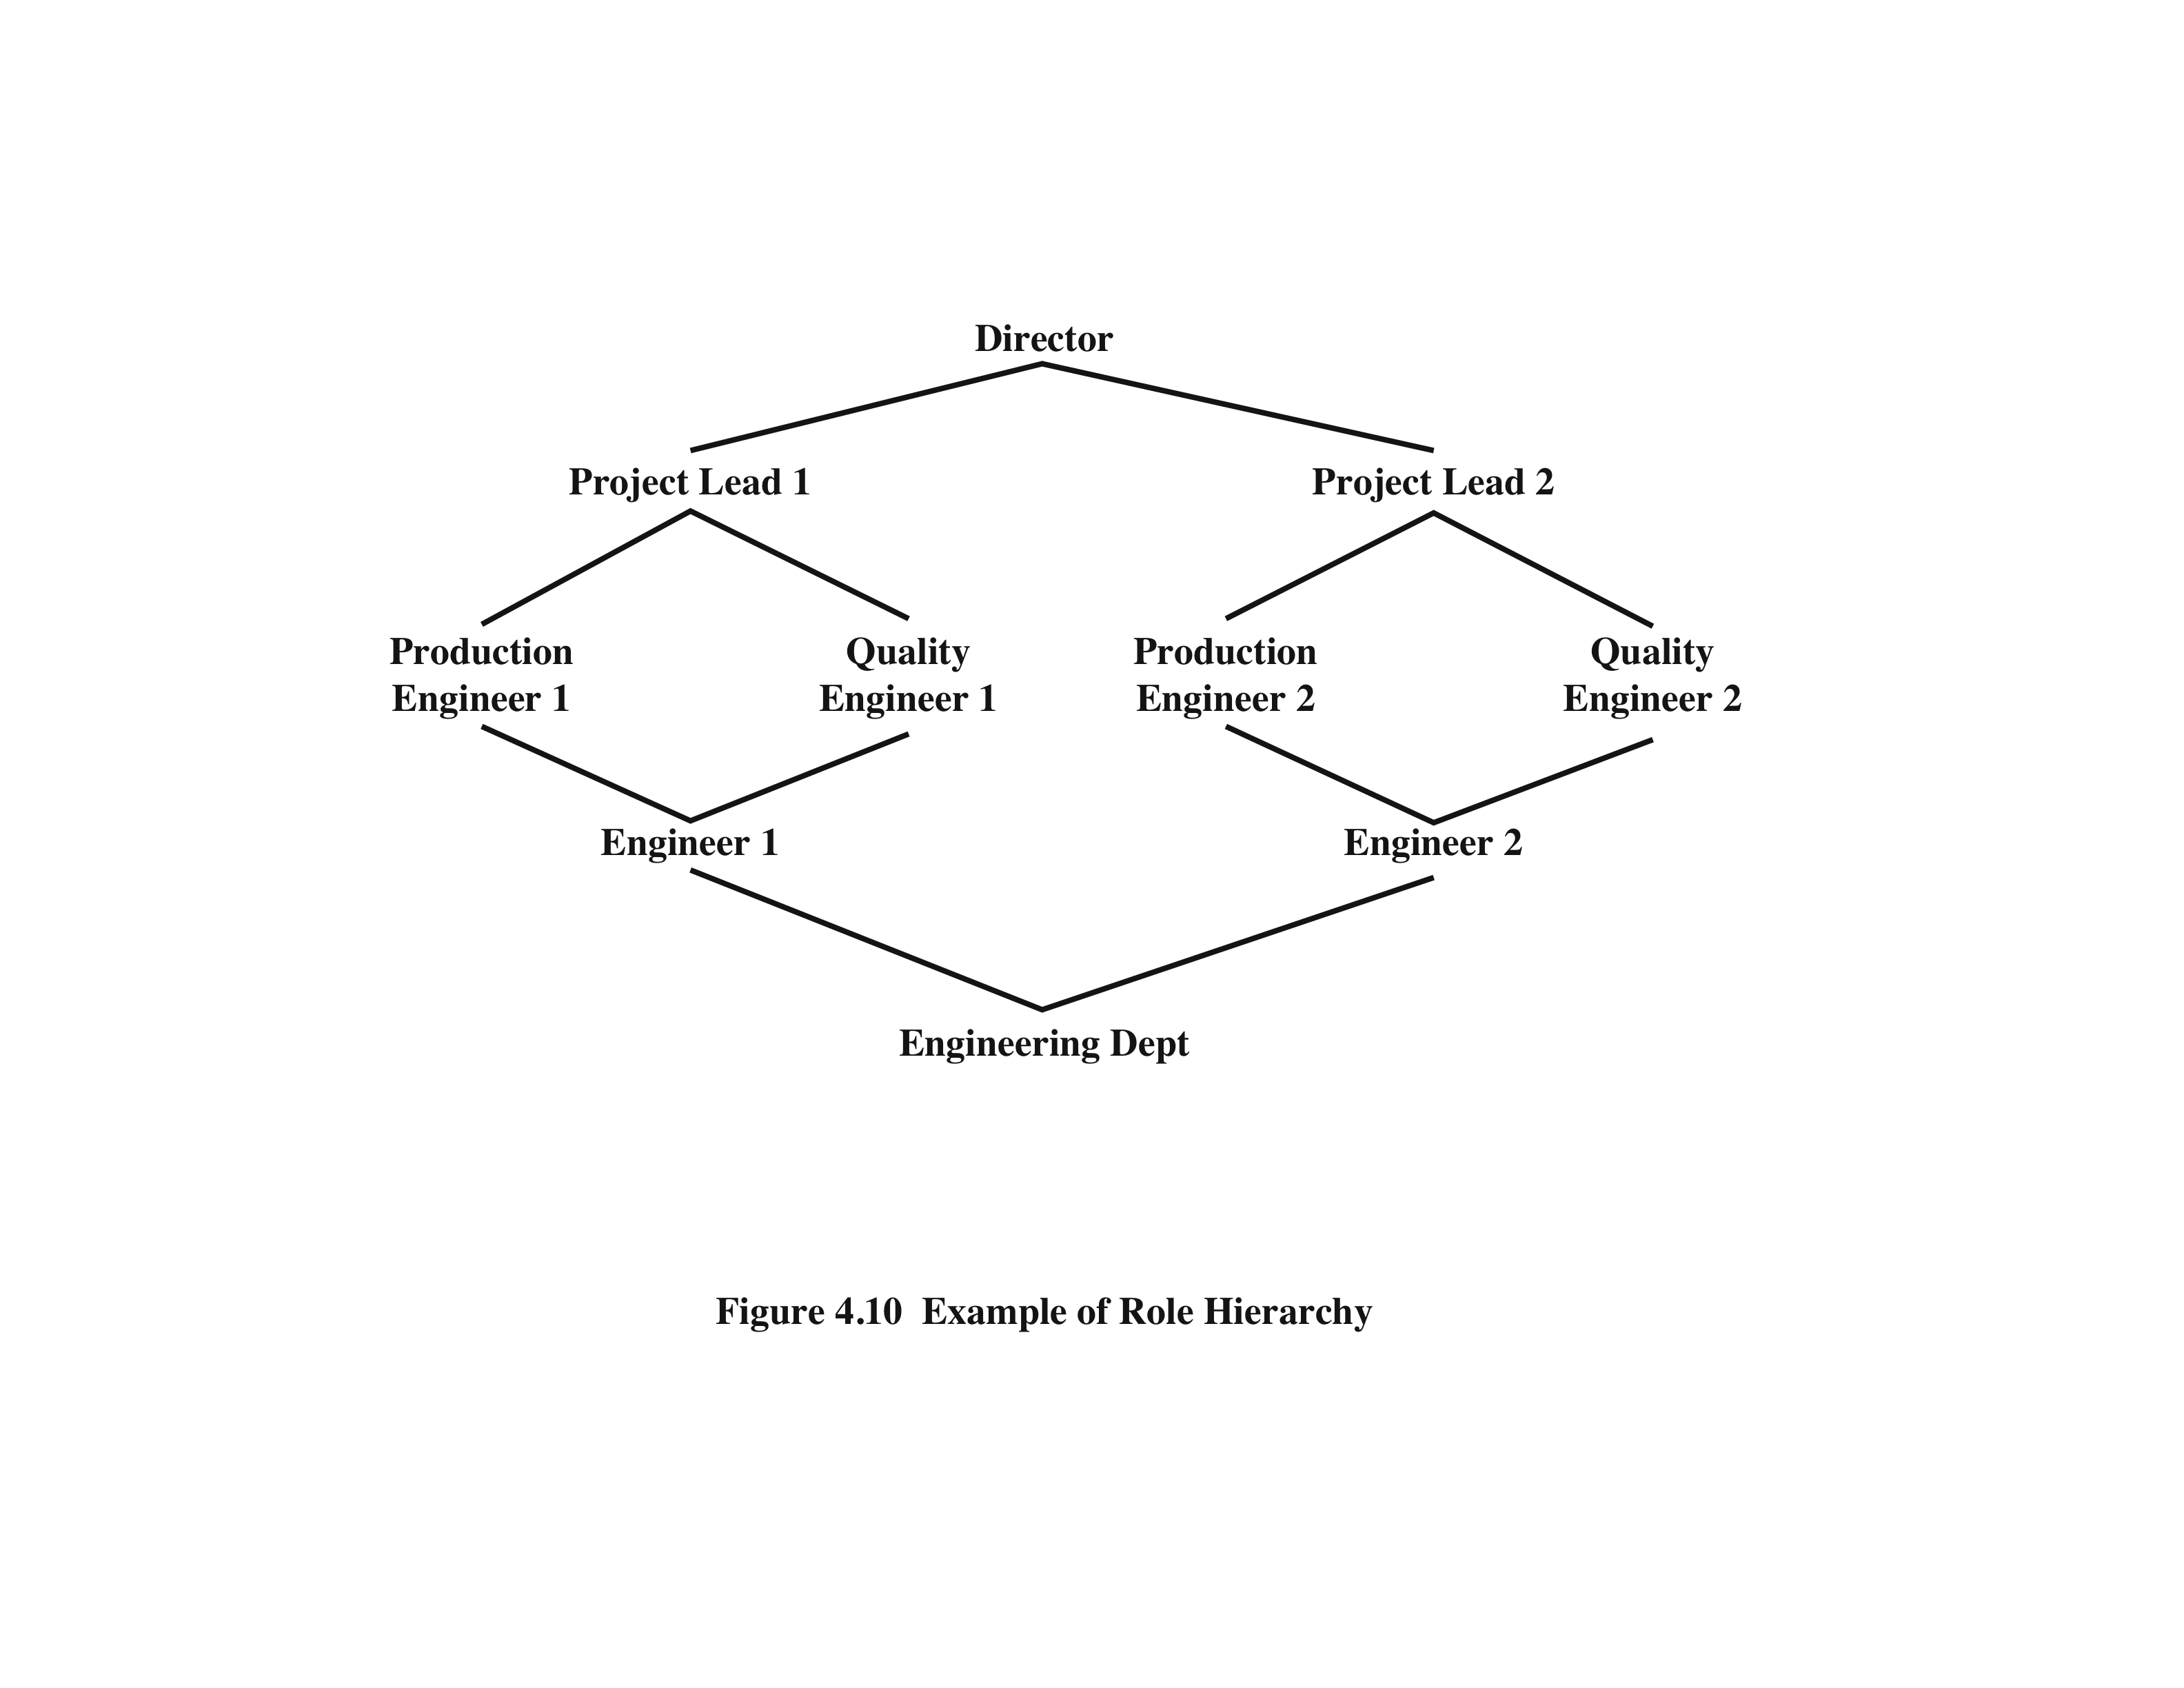 Director
Project Lead 1
Project Lead 2
Production
Engineer 1
Quality
Engineer 1
Production
Engineer 2
Quality
Engineer 2
Engineer 1
Engineer 2
Engineering Dept
Figure 4.10  Example of Role Hierarchy